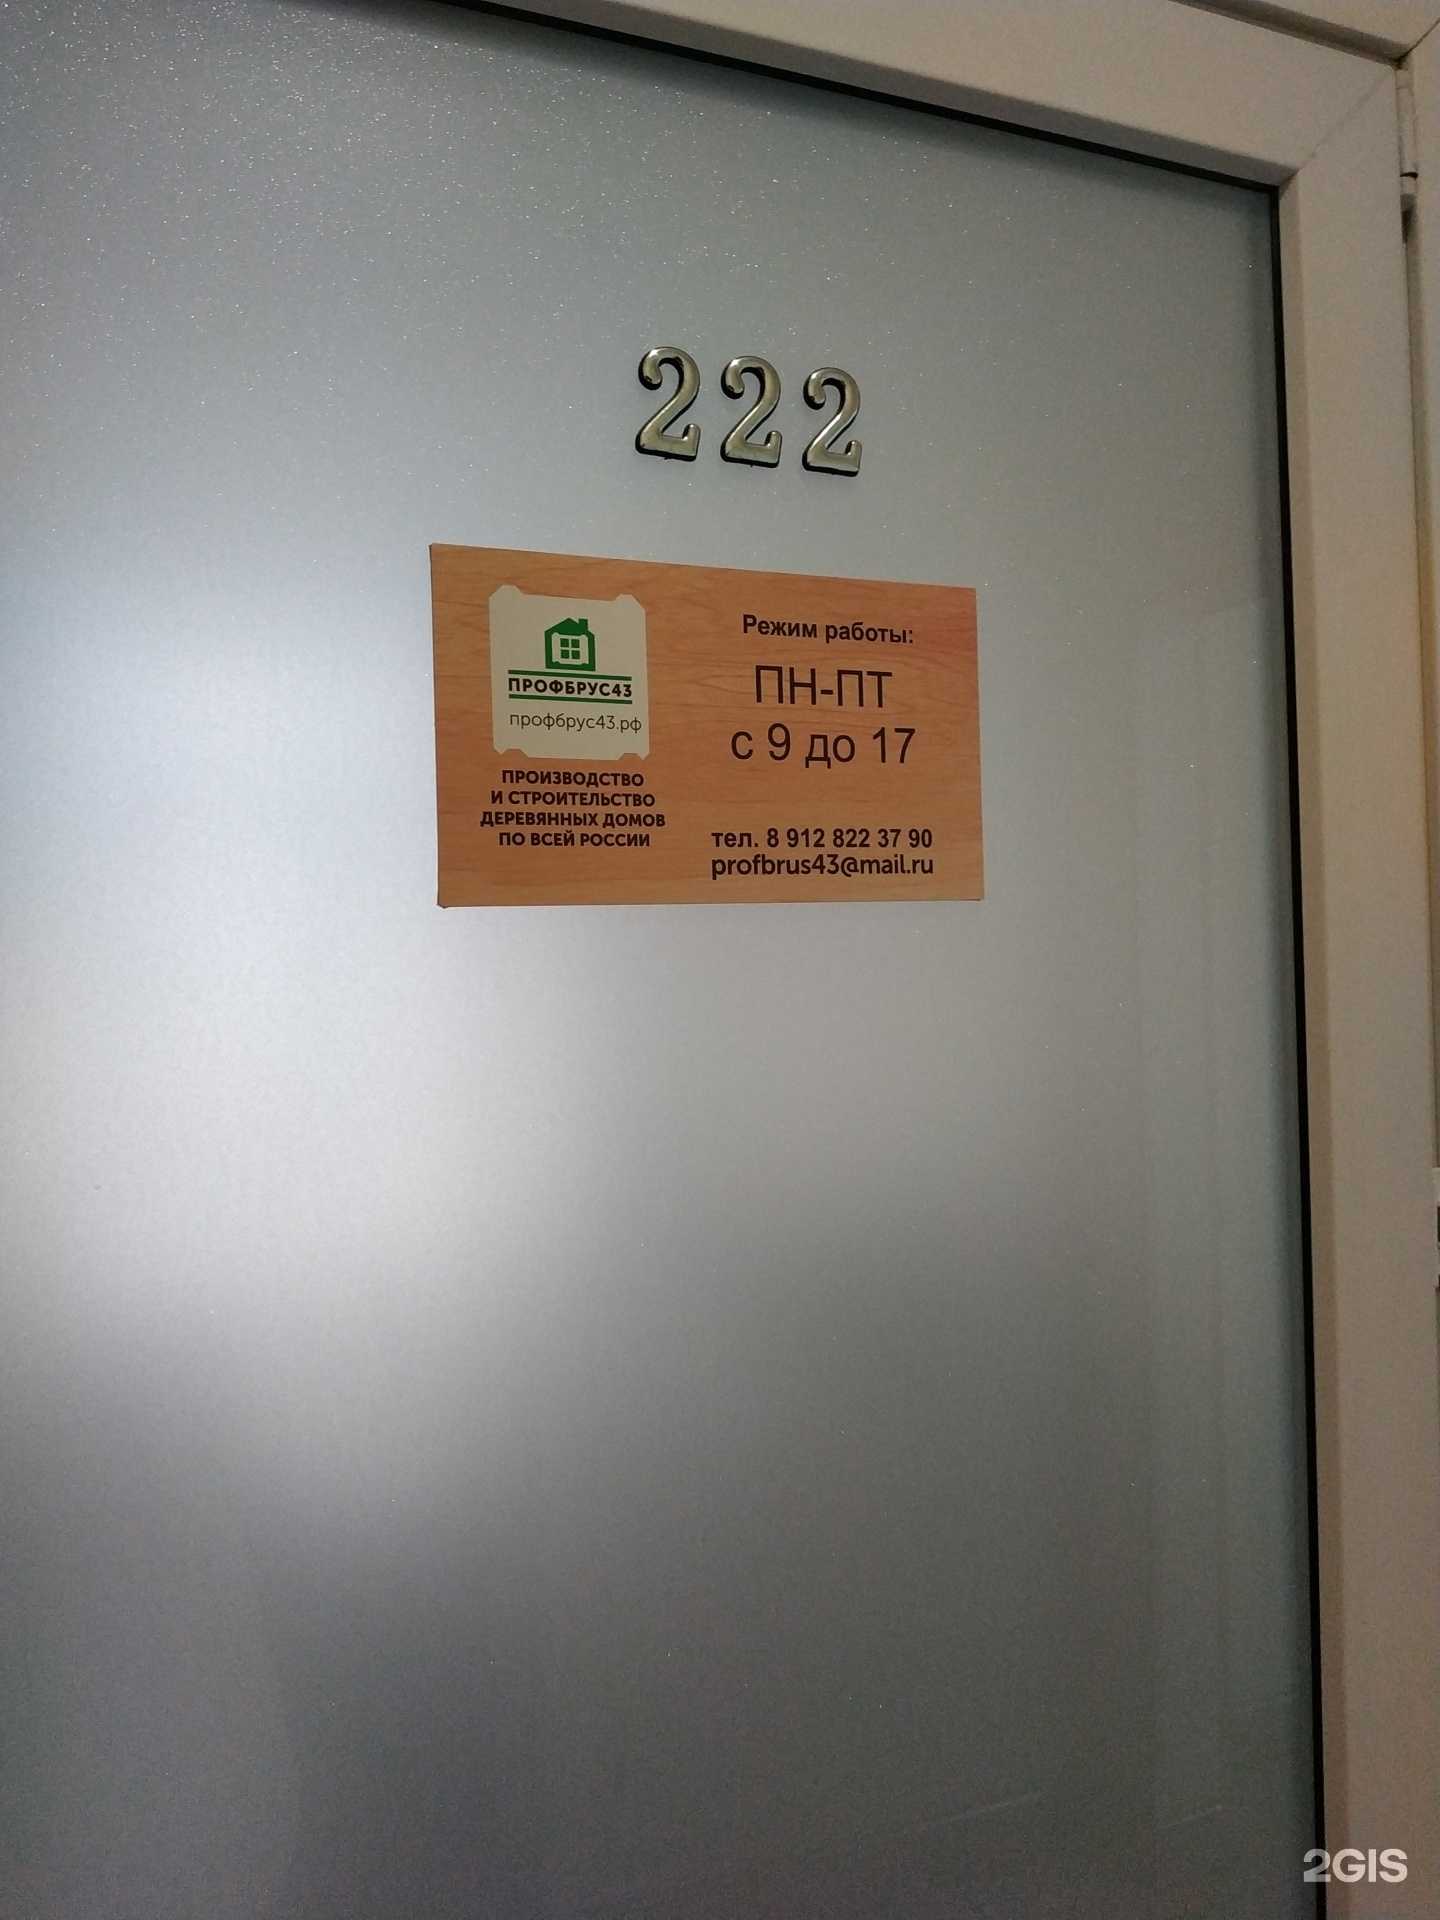 222
ПРОФБРУС43
профбрус43.рф
ПРОИЗВОДСТВО
И СТРОИТЕЛЬСТВО
ДЕРЕВЯННЫХ ДОМОВ
ПО ВСЕЙ РОССИИ
Режим работы:
ПН-ПТ
с 9 до 17
тел. 8 912 822 37 90
profbrus43@mail.ru
2GIS